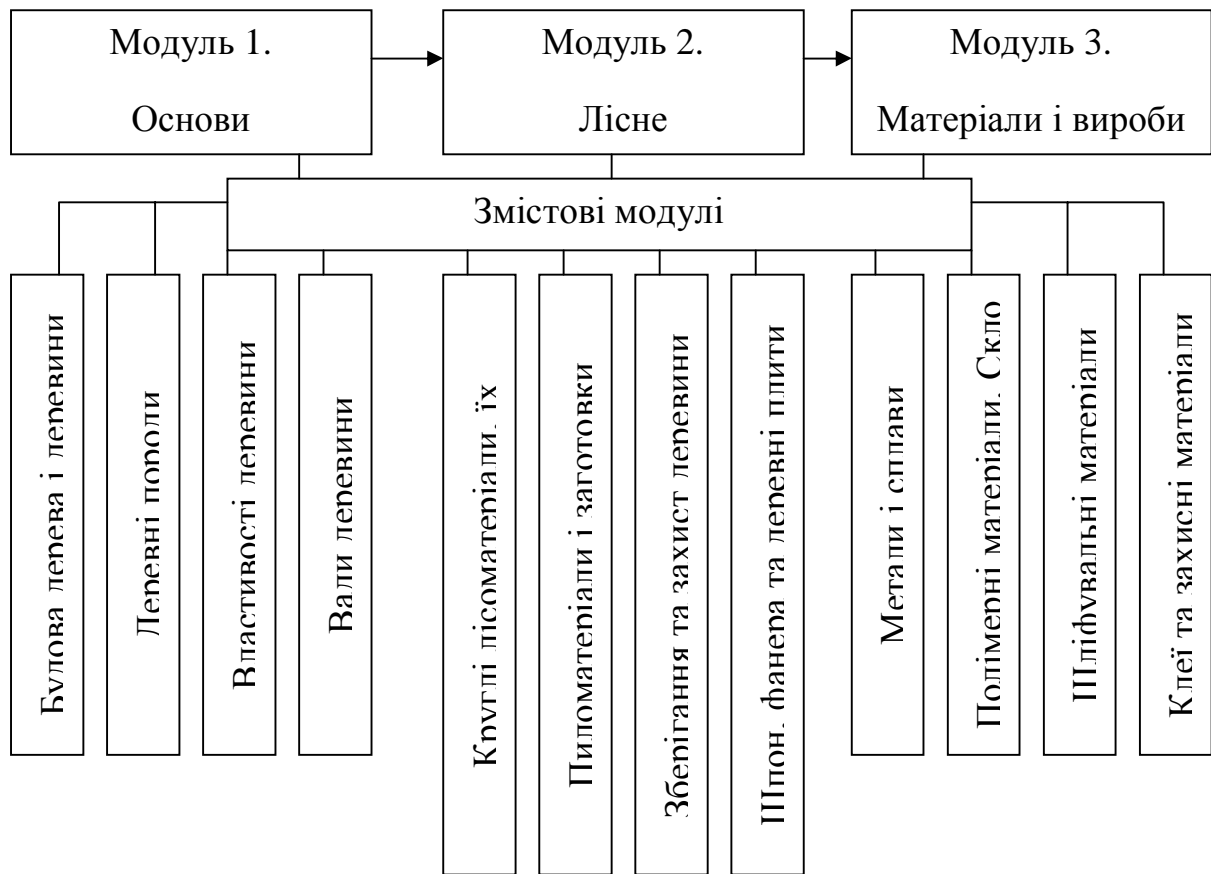 Модуль 1.
Основи
Модуль 2.
Лісне
Модуль 3.
Матеріали і вироби
Змістові модулі
Будова дерева і деревини
Деревні породи
Властивості деревини
Вади деревини
Круглі лісоматеріали, їх
Пиломатеріали і заготовки
Зберігання та захист деревини
Шпон, фанера та деревні плити
Метали і сплави
Полімерні матеріали. Скло
Шліфувальні матеріали
Клеї та захисні матеріали